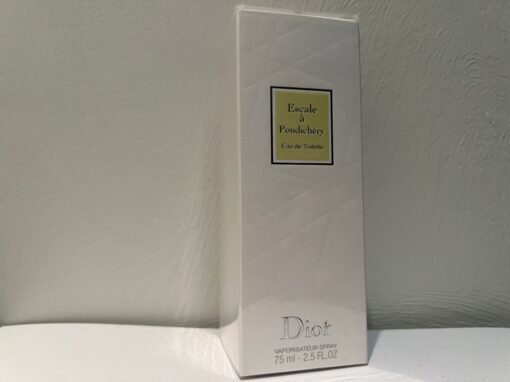 Escale
à
Pondichéry
Eau de Toilette
Dior
VAPORISATEUR SPRAY
75 ml - 2.5 FL.OZ